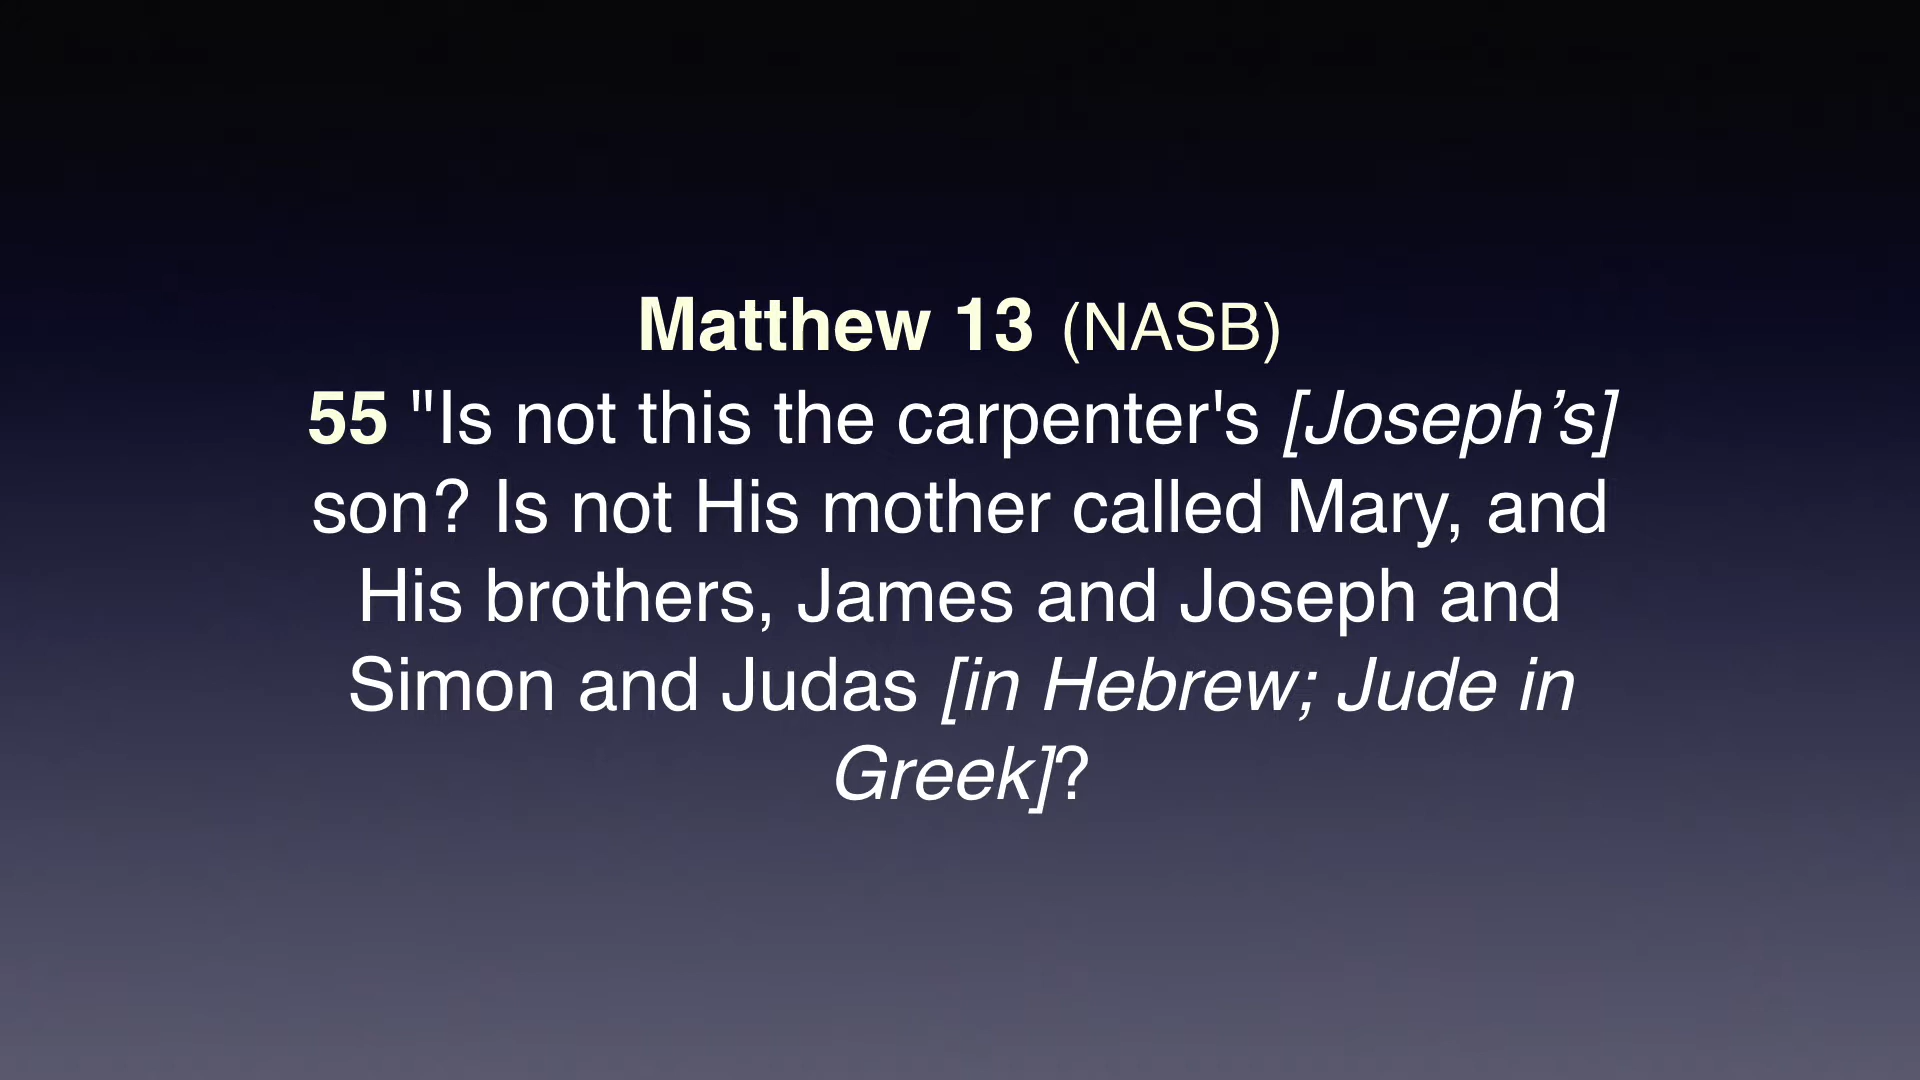 Matthew 13 (NASB)
55 "Is not this the carpenter's [Joseph’s]
son? Is not His mother called Mary, and
His brothers, James and Joseph and
Simon and Judas [in Hebrew; Jude in
Greek]?